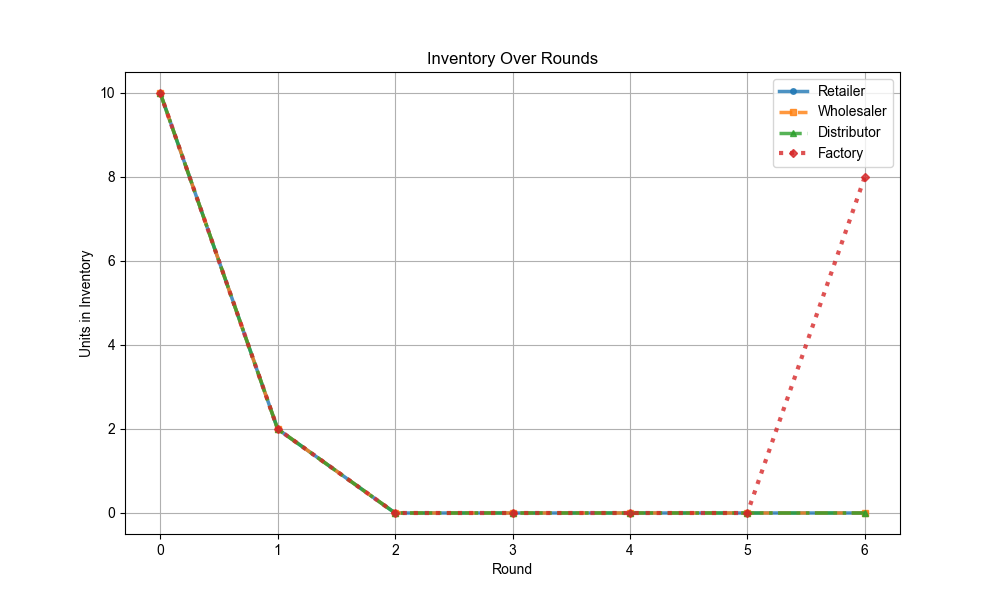 Inventory Over Rounds
Retailer
Wholesaler
Distributor
Factory
Units in Inventory
10
8
6
4
2
0
0 1 2 3 4 5 6
Round